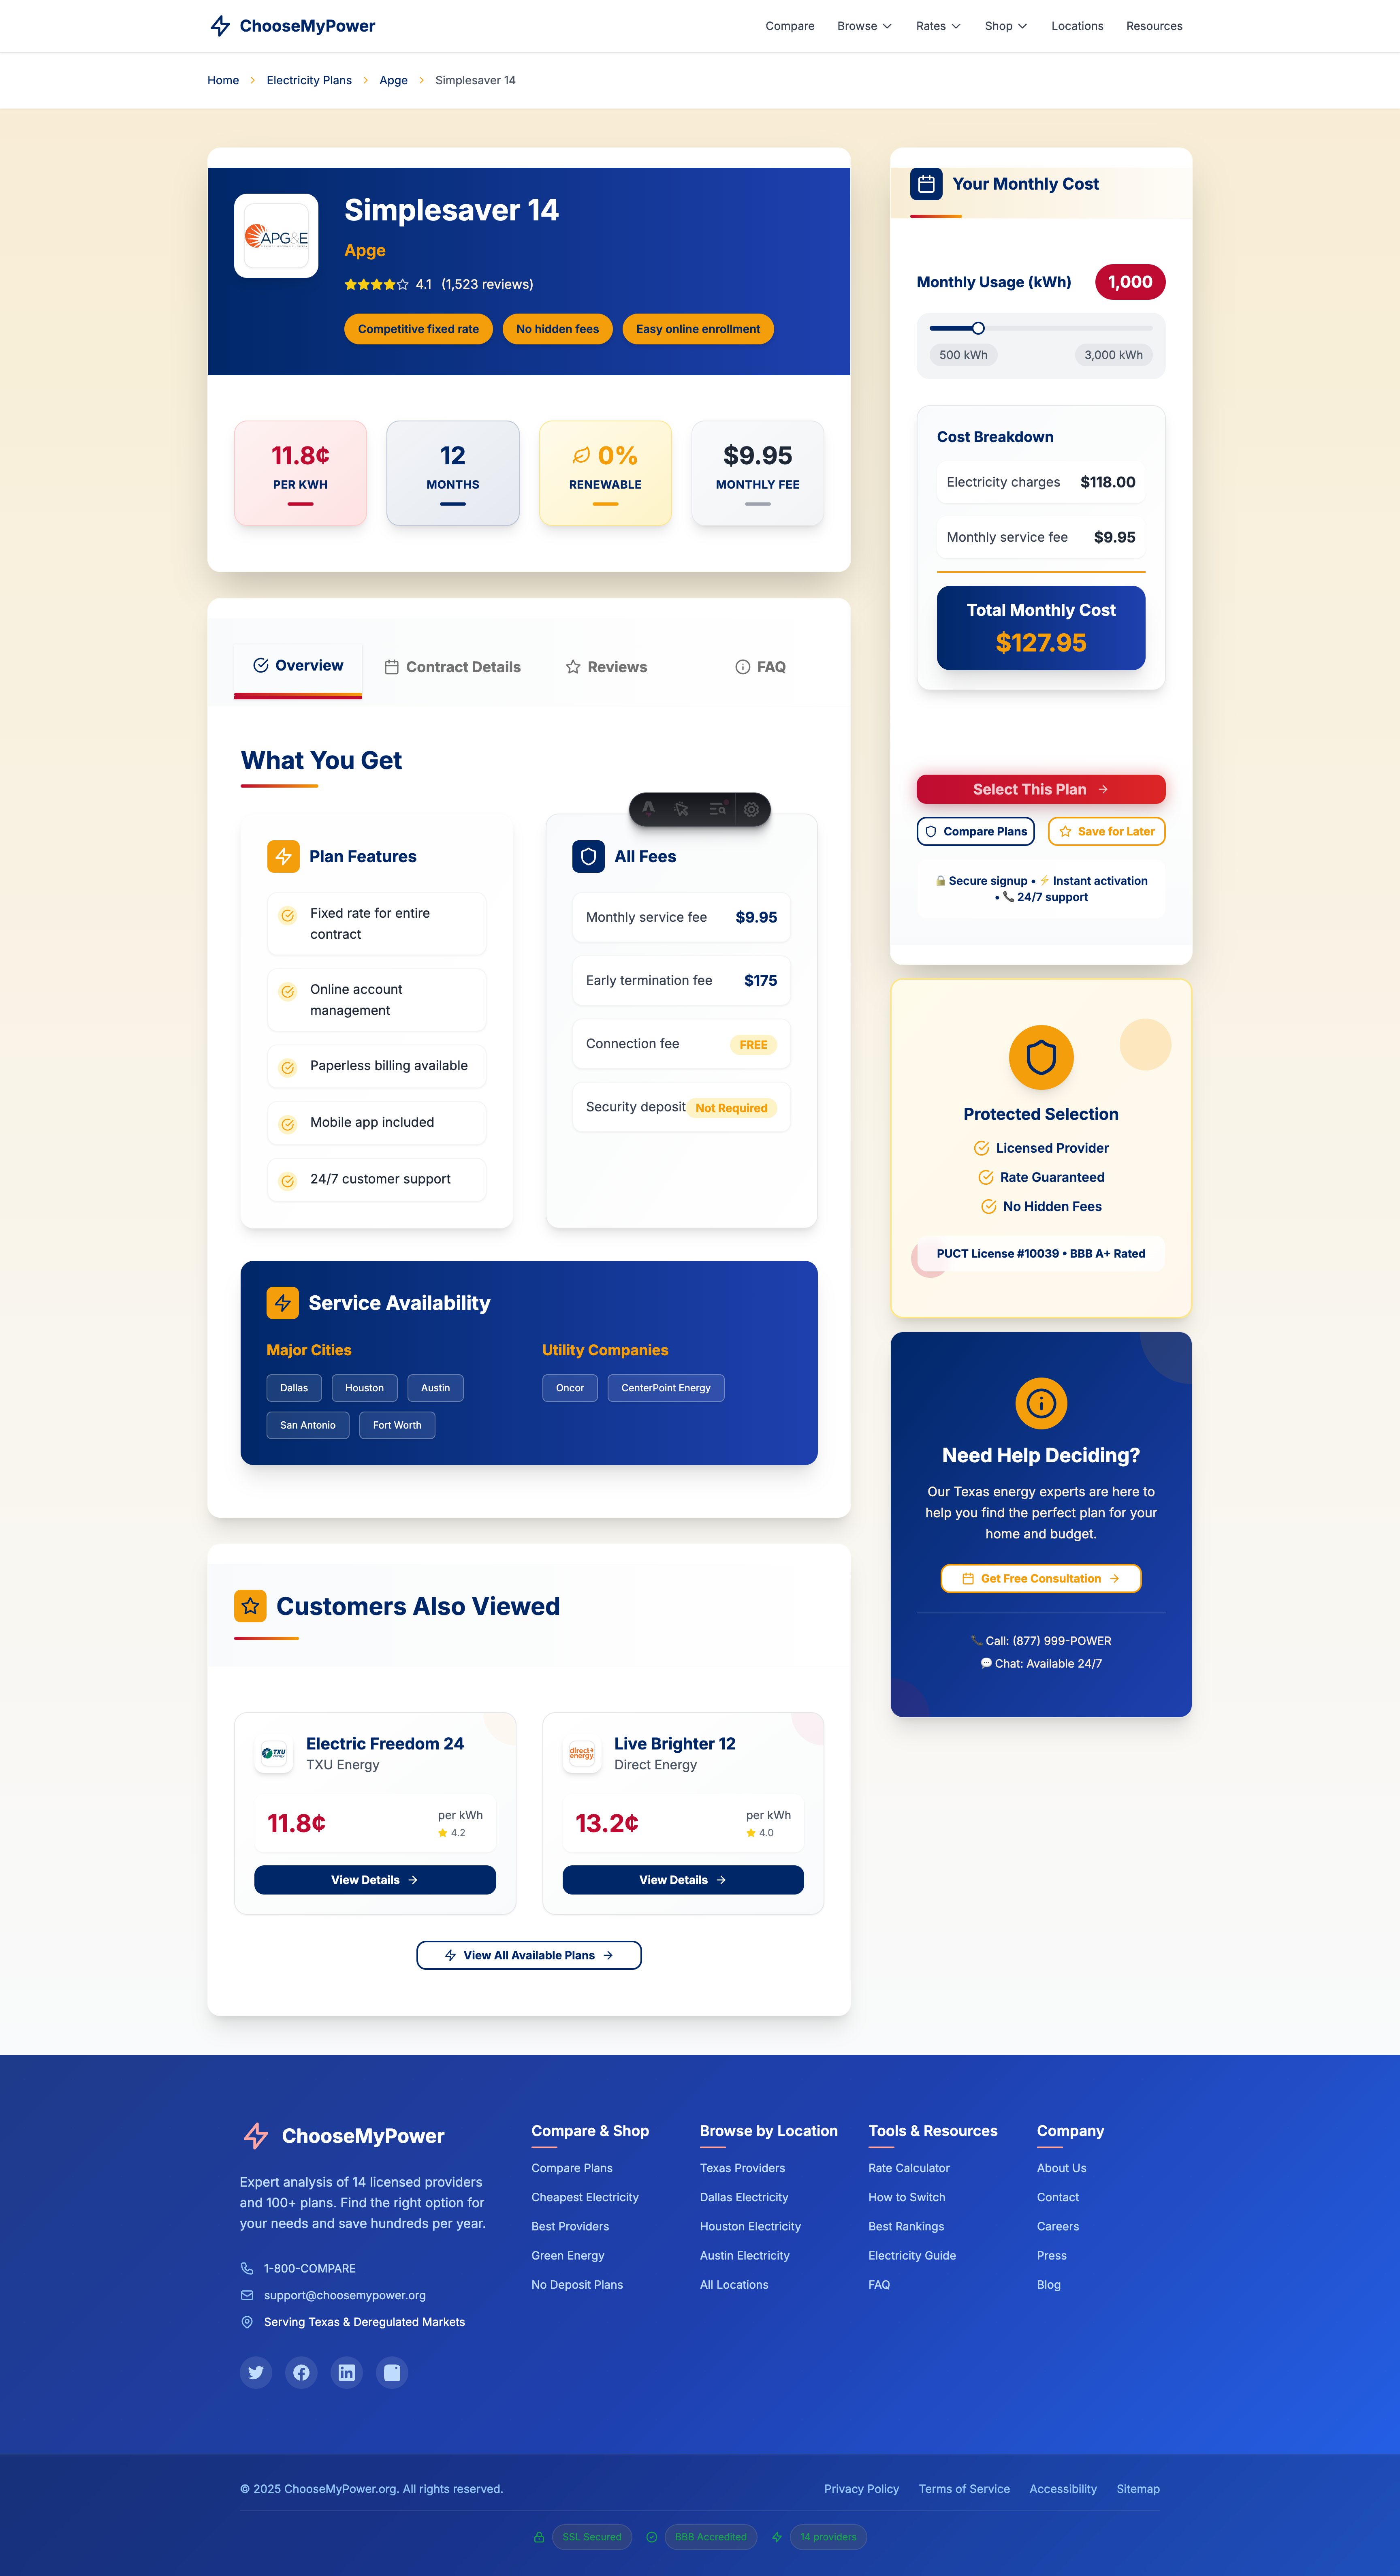 ChooseMyPower
Compare
Browse
Rates
Shop
Locations
Resources
Home
Electricity Plans
Apge
Simplesaver 14
APG&E
Simplesaver 14
Apge
4.1 (1,523 reviews)
Competitive fixed rate
No hidden fees
Easy online enrollment
11.8¢
PER KWH
12
MONTHS
0%
RENEWABLE
$9.95
MONTHLY FEE
Overview
Contract Details
Reviews
FAQ
What You Get
Plan Features
Fixed rate for entire
contract
Online account
management
Paperless billing available
Mobile app included
24/7 customer support
All Fees
Monthly service fee $9.95
Early termination fee $175
Connection fee FREE
Security deposit Not Required
Service Availability
Major Cities
Dallas
Houston
Austin
San Antonio
Fort Worth
Utility Companies
Oncor
CenterPoint Energy
Customers Also Viewed
TXU
energy
Electric Freedom 24
TXU Energy
11.8¢
per kWh
4.2
View Details
direct
energy
Live Brighter 12
Direct Energy
13.2¢
per kWh
4.0
View Details
View All Available Plans
Your Monthly Cost
Monthly Usage (kWh) 1,000
500 kWh
3,000 kWh
Cost Breakdown
Electricity charges $118.00
Monthly service fee $9.95
Total Monthly Cost
$127.95
Select This Plan
Compare Plans
Save for Later
🔒 Secure signup • ⚡ Instant activation
• 📞 24/7 support
Protected Selection
Licensed Provider
Rate Guaranteed
No Hidden Fees
PUCT License #10039 • BBB A+ Rated
Need Help Deciding?
Our Texas energy experts are here to
help you find the perfect plan for your
home and budget.
Get Free Consultation
📞 Call: (877) 999-POWER
💬 Chat: Available 24/7
ChooseMyPower
Expert analysis of 14 licensed providers
and 100+ plans. Find the right option for
your needs and save hundreds per year.
1-800-COMPARE
support@choosemypower.org
Serving Texas & Deregulated Markets
Compare & Shop
Compare Plans
Cheapest Electricity
Best Providers
Green Energy
No Deposit Plans
Browse by Location
Texas Providers
Dallas Electricity
Houston Electricity
Austin Electricity
All Locations
Tools & Resources
Rate Calculator
How to Switch
Best Rankings
Electricity Guide
FAQ
Company
About Us
Contact
Careers
Press
Blog
© 2025 ChooseMyPower.org. All rights reserved.
Privacy Policy
Terms of Service
Accessibility
Sitemap
SSL Secured
BBB Accredited
14 providers